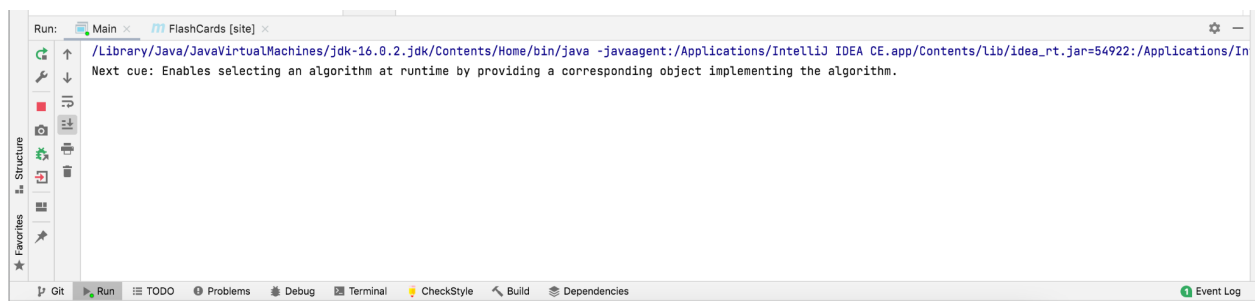 Run: Main × m FlashCards [site] ×
/Library/Java/JavaVirtualMachines/jdk-16.0.2.jdk/Contents/Home/bin/java -javaagent:/Applications/IntelliJ IDEA CE.app/Contents/lib/idea_rt.jar=54922:/Applications/In
Next cue: Enables selecting an algorithm at runtime by providing a corresponding object implementing the algorithm.
Structure
Favorites
Git Run TODO Problems Debug Terminal CheckStyle Build Dependencies 1 Event Log